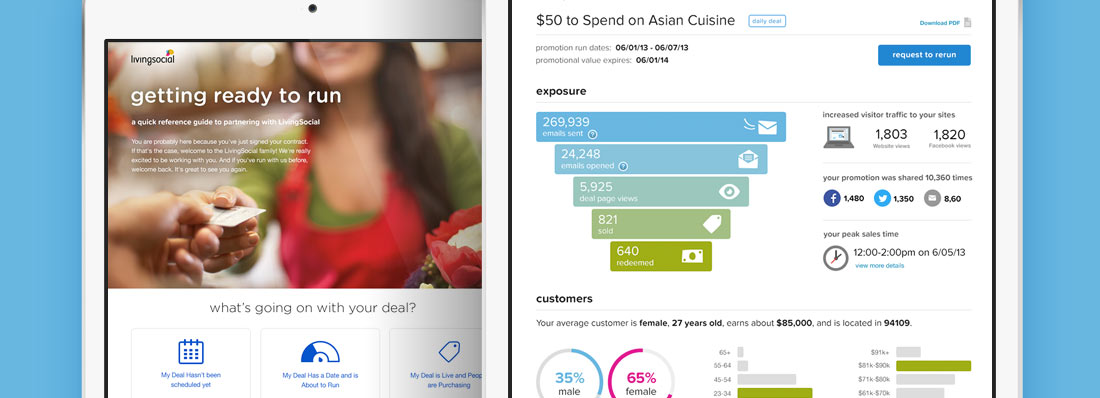 livingsocial
getting ready to run
a quick reference guide to partnering with LivingSocial
You are probably here because you've just signed your contract.
If that's the case, welcome to the LivingSocial family! We're really
excited to be working with you. And if you've run with us before,
welcome back. It's great to see you again.
what's going on with your deal?
My Deal Hasn't been
scheduled yet
My Deal Has a Date and is
About to Run
My Deal is Live and Peop
are Purchasing
$50 to Spend on Asian Cuisine
daily deal
Download PDF
promotion run dates: 06/01/13 - 06/07/13
promotional value expires: 06/01/14
request to rerun
exposure
269,939
emails sent ?
24,248
emails opened ?
5,925
deal page views
821
sold
640
redeemed
increased visitor traffic to your sites
1,803
Website views
1,820
Facebook views
your promotion was shared 10,360 times
1,480
1,350
8,60
your peak sales time
12:00-2:00pm on 6/05/13
view more details
customers
Your average customer is female, 27 years old, earns about $85,000, and is located in 94109.
35%
male
65%
female
65+
55-64
45-54
23-34
$91k+
$81k-$90k
$71k-$80k
$61k-$70k